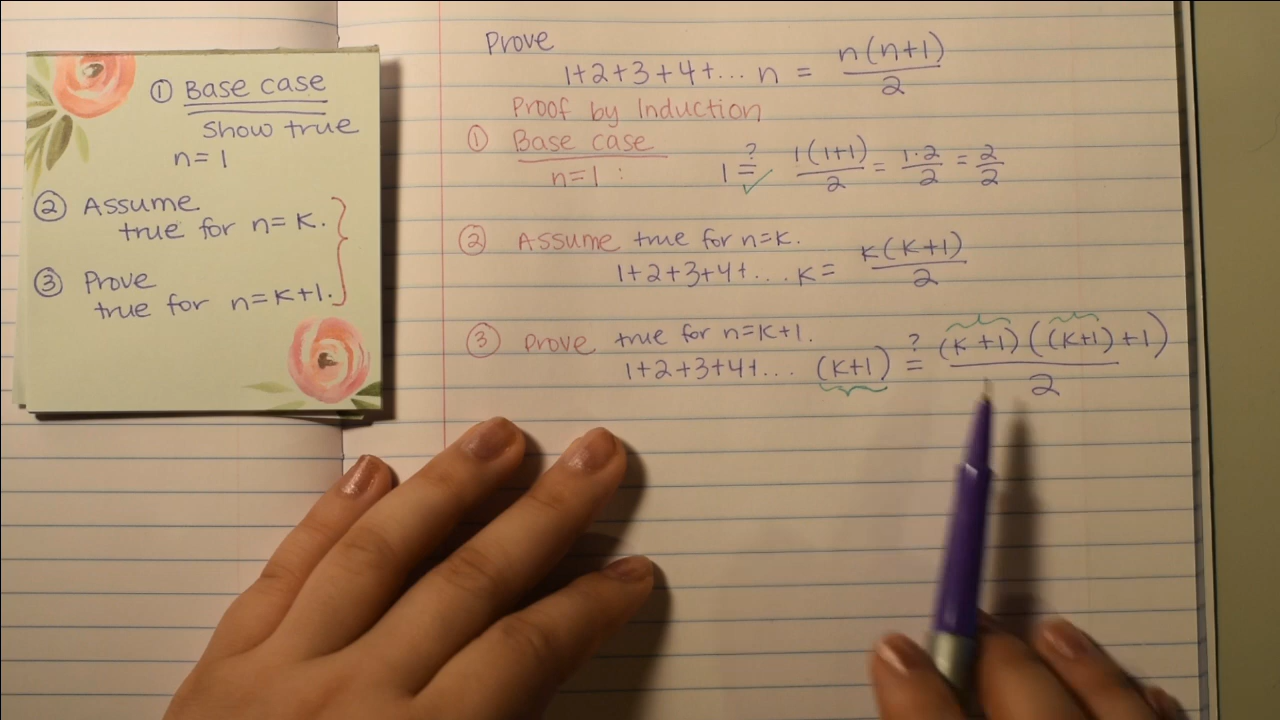 ① Base case
Show true
n=1
② Assume
true for n=k.
③ Prove
true for n=k+1.
Prove
1+2+3+4+... n = n(n+1)/2
Proof by Induction
① Base case
n=1 : 1 ?= 1(1+1)/2 = 1·2/2 = 2/2 ✓
② Assume true for n=k.
1+2+3+4+.... k = k(k+1)/2
③ Prove true for n=k+1.
1+2+3+4+... (k+1) ?= (k+1)((k+1)+1)/2